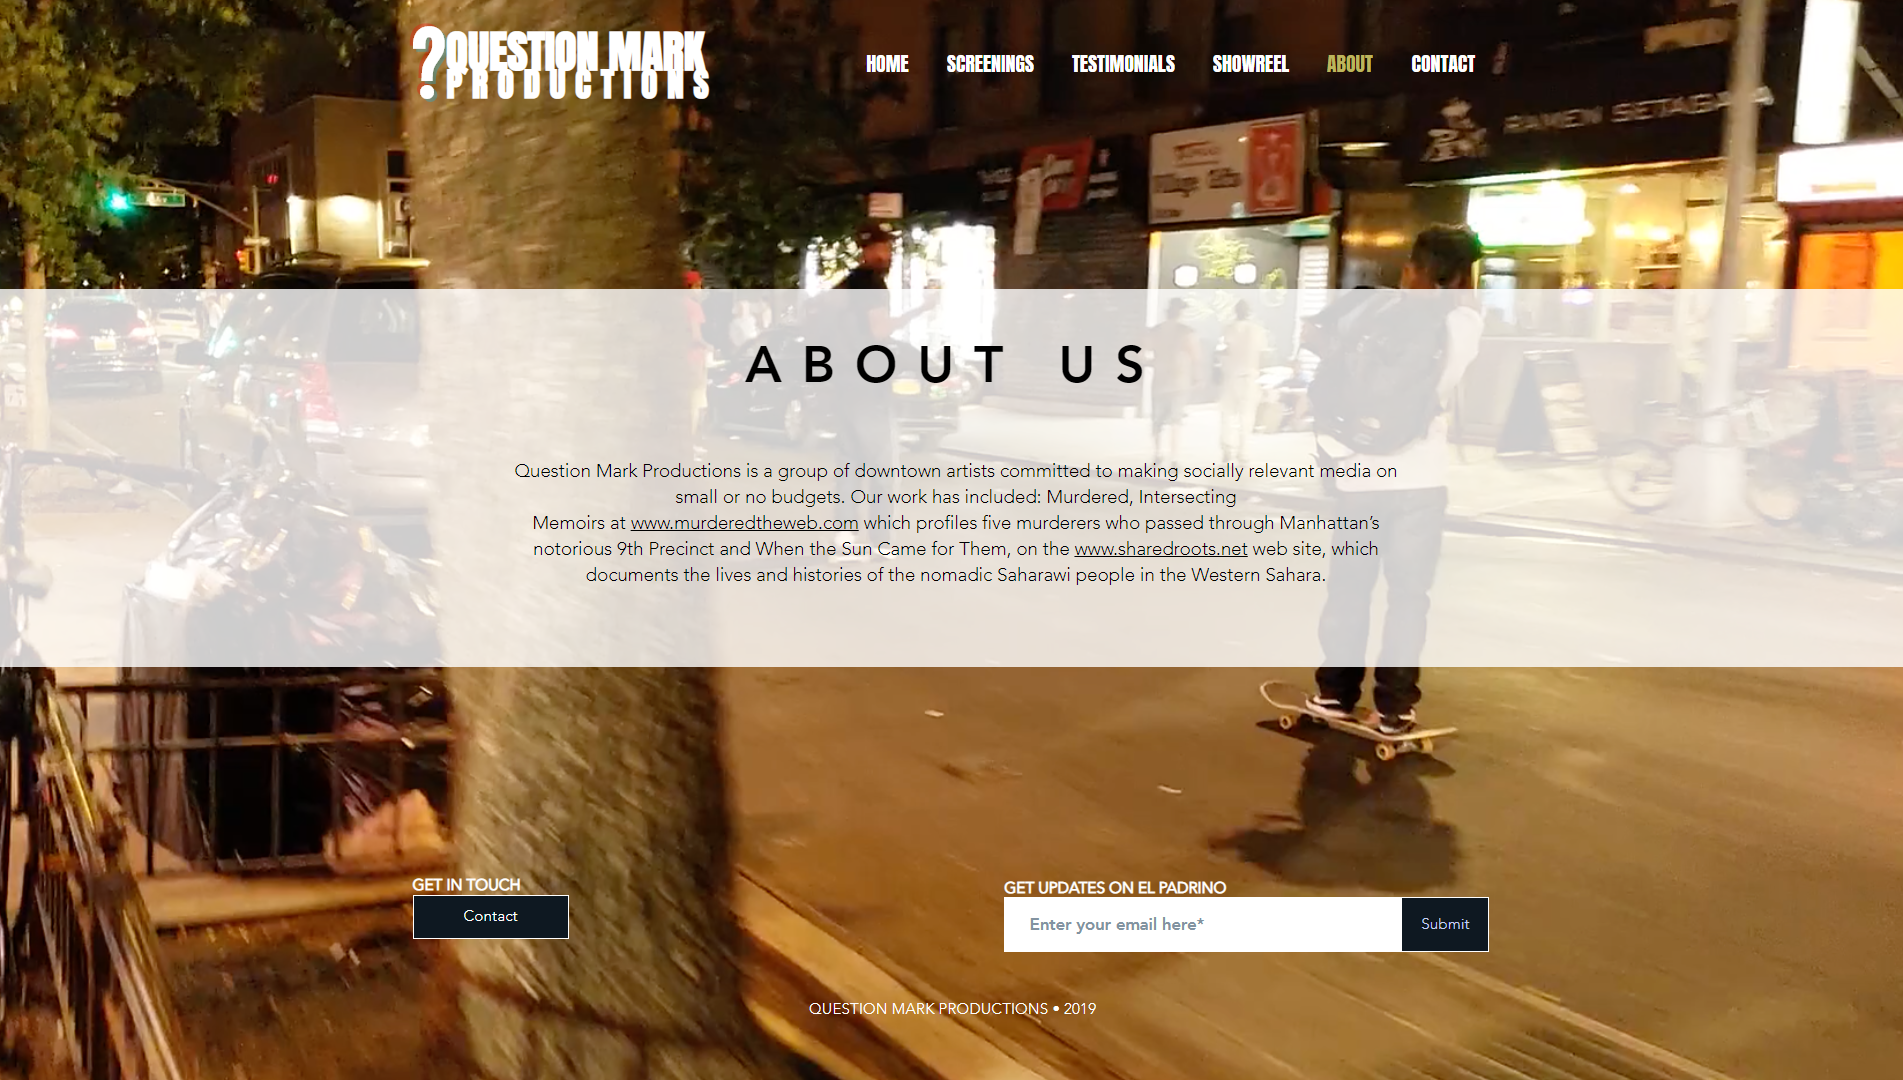 ?QUESTION MARK
PRODUCTIONS
HOME
SCREENINGS
TESTIMONIALS
SHOWREEL
ABOUT
CONTACT
RAMEN SETAGAYA
ABOUT US
Question Mark Productions is a group of downtown artists committed to making socially relevant media on
small or no budgets. Our work has included: Murdered, Intersecting
Memoirs at www.murderedtheweb.com which profiles five murderers who passed through Manhattan’s
notorious 9th Precinct and When the Sun Came for Them, on the www.sharedroots.net web site, which
documents the lives and histories of the nomadic Saharawi people in the Western Sahara.
GET IN TOUCH
Contact
GET UPDATES ON EL PADRINO
Enter your email here*
Submit
QUESTION MARK PRODUCTIONS • 2019